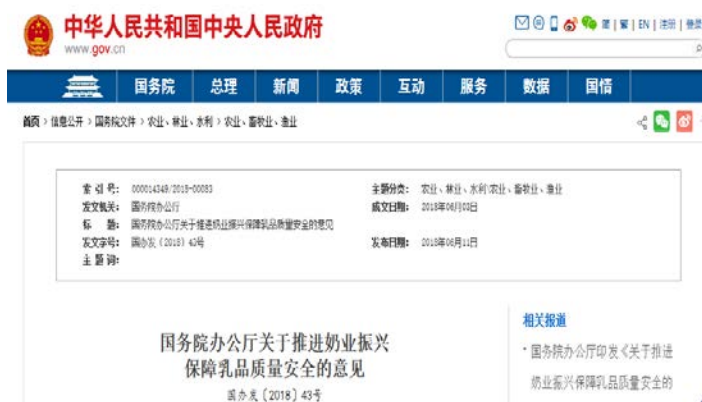 中华人民共和国中央人民政府
www.gov.cn
简 | 繁 | EN | 注册 | 登录
国务院 总理 新闻 政策 互动 服务 数据 国情
首页 > 信息公开 > 国务院文件 > 农业、林业、水利 > 农业、畜牧业、渔业
索 引 号: 000014349/2018-00083 主题分类: 农业、林业、水利\农业、畜牧业、渔业
发文机关: 国务院办公厅 成文日期: 2018年06月03日
标 题: 国务院办公厅关于推进奶业振兴保障乳品质量安全的意见
发文字号: 国办发〔2018〕43号 发布日期: 2018年06月11日
主 题 词:
国务院办公厅关于推进奶业振兴
保障乳品质量安全的意见
国办发〔2018〕43号
相关报道
· 国务院办公厅印发《关于推进
奶业振兴保障乳品质量安全的